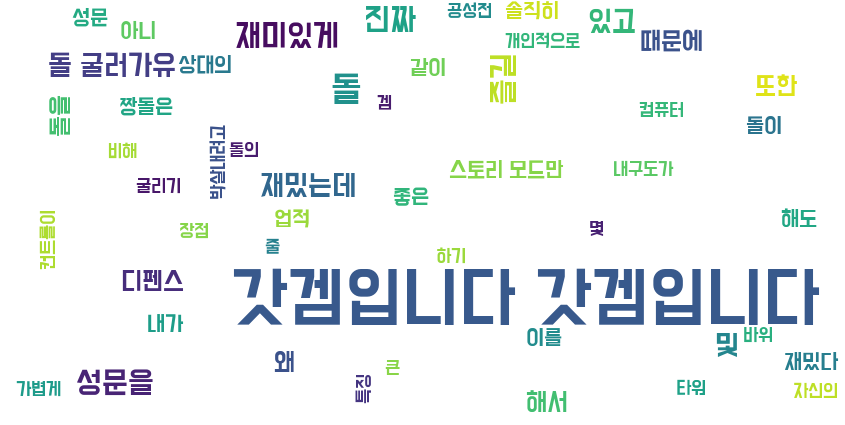 성문
아니
재미있게
진짜
공성전
솔직히
있고
개인적으로
때문에
돌 굴러가유
상대의
돌
같이
즐길
또한
겜
돌을
짱돌은
컴퓨터
돌이
비해
박살내려고
돌의
굴리기
재밌는데
스토리 모드만
내구도가
좋은
컨트롤이
장점
업적
줄
몇
해도
하기
디펜스
갓겜입니다 갓겜입니다
내가
이를
및
바위
왜
재밌다
가볍게
성문을
특징
큰
해서
타워
자신의